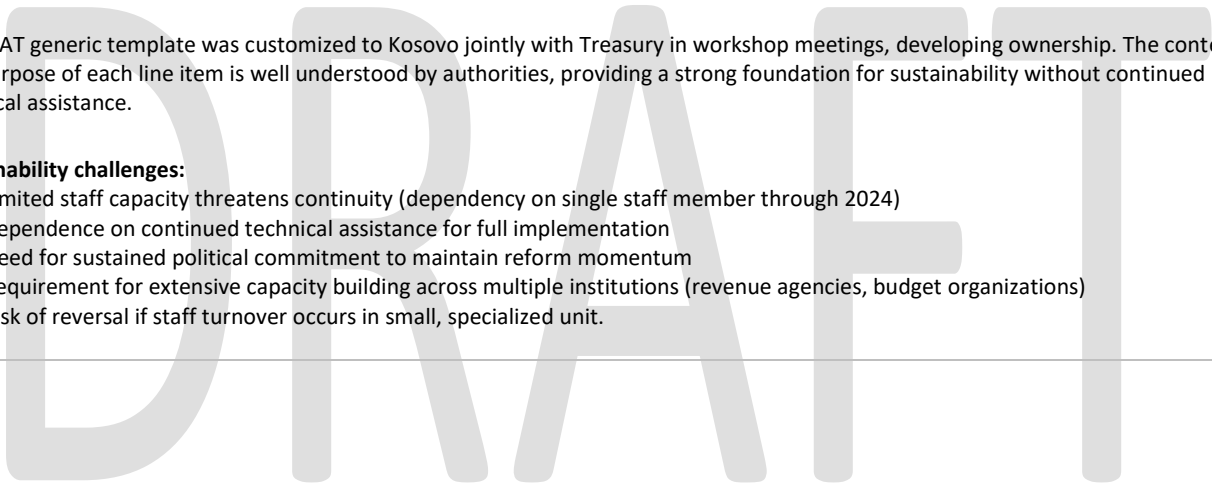 AT generic template was customized to Kosovo jointly with Treasury in workshop meetings, developing ownership. The conte
rpose of each line item is well understood by authorities, providing a strong foundation for sustainability without continued
cal assistance.
nability challenges:
mited staff capacity threatens continuity (dependency on single staff member through 2024)
ependence on continued technical assistance for full implementation
eed for sustained political commitment to maintain reform momentum
equirement for extensive capacity building across multiple institutions (revenue agencies, budget organizations)
sk of reversal if staff turnover occurs in small, specialized unit.
DRAFT